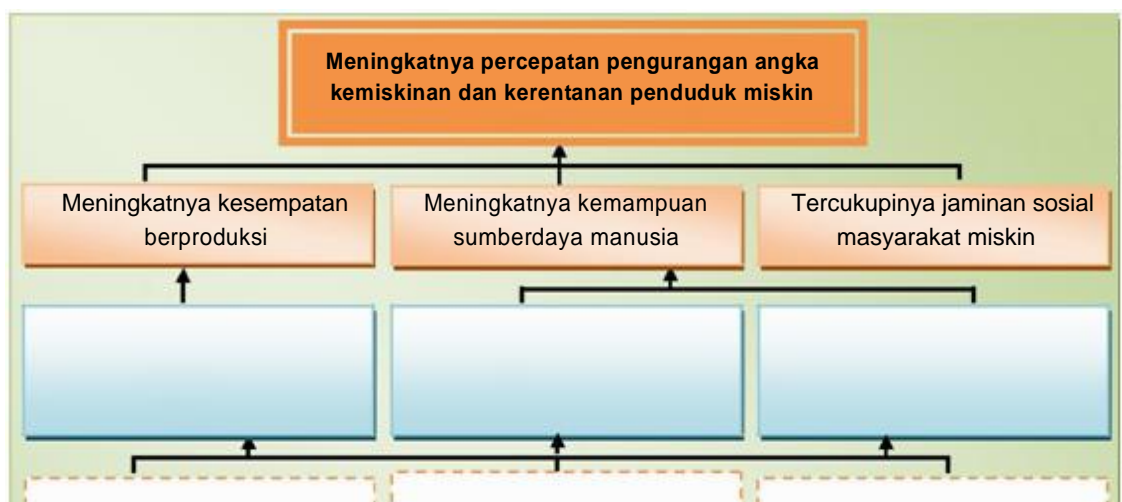 Meningkatnya percepatan pengurangan angka
kemiskinan dan kerentanan penduduk miskin
Meningkatnya kesempatan
berproduksi
Meningkatnya kemampuan
sumberdaya manusia
Tercukupinya jaminan sosial
masyarakat miskin